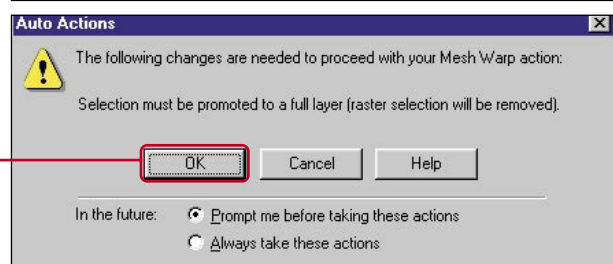 Auto Actions
The following changes are needed to proceed with your Mesh Warp action:
Selection must be promoted to a full layer (raster selection will be removed).
OK Cancel Help
In the future: Prompt me before taking these actions
Always take these actions